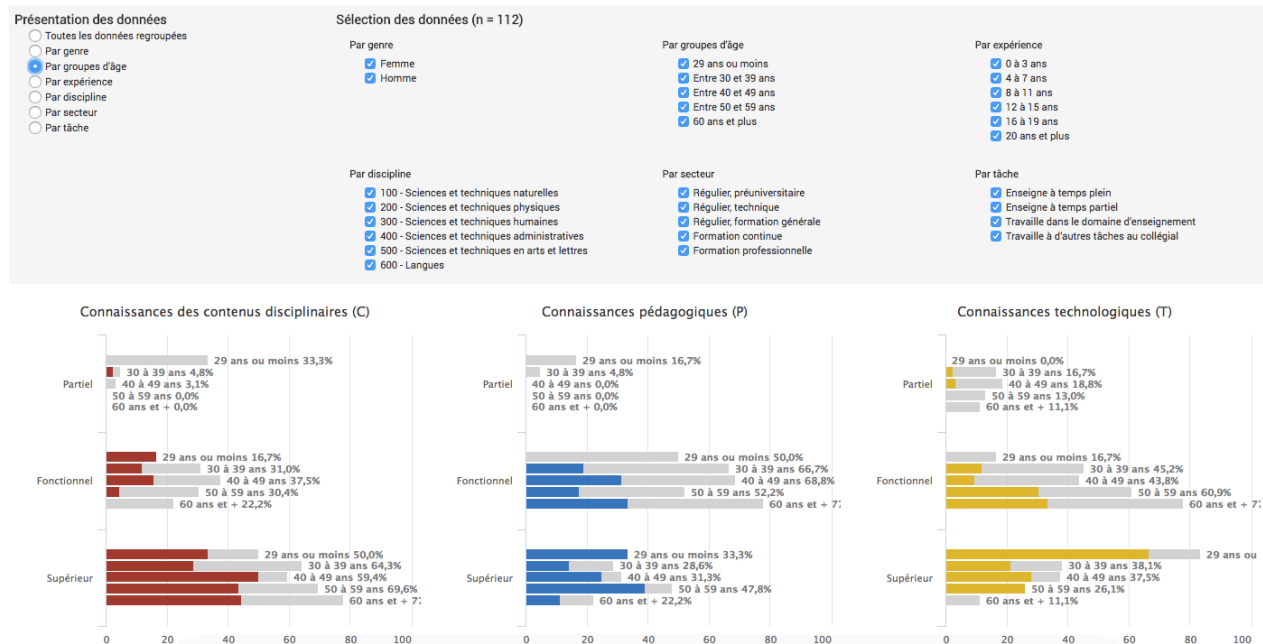 Présentation des données
Toutes les données regroupées
Par genre
Par groupes d'âge
Par expérience
Par discipline
Par secteur
Par tâche
Sélection des données (n = 112)
Par genre
Femme
Homme
Par groupes d'âge
29 ans ou moins
Entre 30 et 39 ans
Entre 40 et 49 ans
Entre 50 et 59 ans
60 ans et plus
Par expérience
0 à 3 ans
4 à 7 ans
8 à 11 ans
12 à 15 ans
16 à 19 ans
20 ans et plus
Par discipline
100 - Sciences et techniques naturelles
200 - Sciences et techniques physiques
300 - Sciences et techniques humaines
400 - Sciences et techniques administratives
500 - Sciences et techniques en arts et lettres
600 - Langues
Par secteur
Régulier, préuniversitaire
Régulier, technique
Régulier, formation générale
Formation continue
Formation professionnelle
Par tâche
Enseigne à temps plein
Enseigne à temps partiel
Travaille dans le domaine d'enseignement
Travaille à d'autres tâches au collégial
Connaissances des contenus disciplinaires (C)
Partiel
29 ans ou moins 33,3%
30 à 39 ans 4,8%
40 à 49 ans 3,1%
50 à 59 ans 0,0%
60 ans et + 0,0%
Fonctionnel
29 ans ou moins 16,7%
30 à 39 ans 31,0%
40 à 49 ans 37,5%
50 à 59 ans 30,4%
60 ans et + 22,2%
Supérieur
29 ans ou moins 50,0%
30 à 39 ans 64,3%
40 à 49 ans 59,4%
50 à 59 ans 69,6%
60 ans et + 77
0 20 40 60 80 100
Connaissances pédagogiques (P)
Partiel
29 ans ou moins 16,7%
30 à 39 ans 4,8%
40 à 49 ans 0,0%
50 à 59 ans 0,0%
60 ans et + 0,0%
Fonctionnel
29 ans ou moins 50,0%
30 à 39 ans 66,7%
40 à 49 ans 68,8%
50 à 59 ans 52,2%
60 ans et + 77
Supérieur
29 ans ou moins 33,3%
30 à 39 ans 28,6%
40 à 49 ans 31,3%
50 à 59 ans 47,8%
60 ans et + 22,2%
0 20 40 60 80 100
Connaissances technologiques (T)
Partiel
29 ans ou moins 0,0%
30 à 39 ans 16,7%
40 à 49 ans 18,8%
50 à 59 ans 13,0%
60 ans et + 11,1%
Fonctionnel
29 ans ou moins 16,7%
30 à 39 ans 45,2%
40 à 49 ans 43,8%
50 à 59 ans 60,9%
60 ans et + 77
Supérieur
29 ans ou
30 à 39 ans 38,1%
40 à 49 ans 37,5%
50 à 59 ans 26,1%
60 ans et + 11,1%
0 20 40 60 80 100